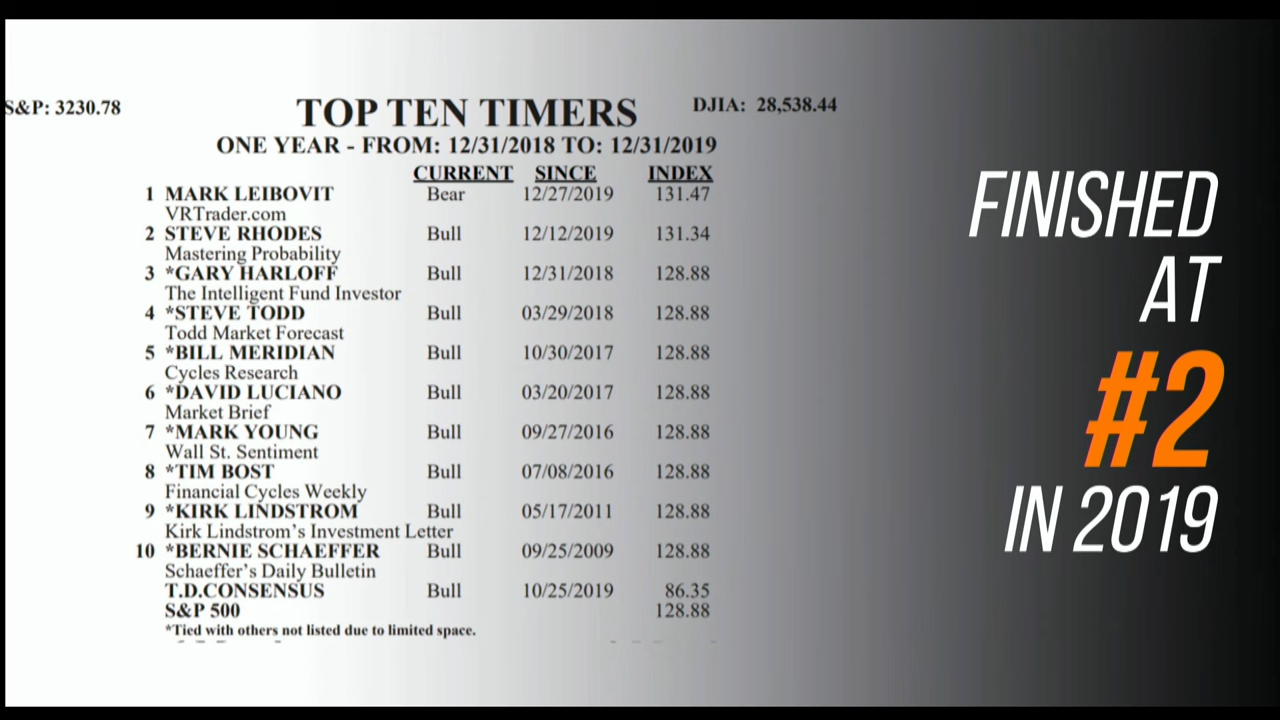 S&P: 3230.78
TOP TEN TIMERS
DJIA: 28,538.44
ONE YEAR - FROM: 12/31/2018 TO: 12/31/2019
CURRENT SINCE INDEX
1 MARK LEIBOVIT Bear 12/27/2019 131.47
VRTrader.com
2 STEVE RHODES Bull 12/12/2019 131.34
Mastering Probability
3 *GARY HARLOFF Bull 12/31/2018 128.88
The Intelligent Fund Investor
4 *STEVE TODD Bull 03/29/2018 128.88
Todd Market Forecast
5 *BILL MERIDIAN Bull 10/30/2017 128.88
Cycles Research
6 *DAVID LUCIANO Bull 03/20/2017 128.88
Market Brief
7 *MARK YOUNG Bull 09/27/2016 128.88
Wall St. Sentiment
8 *TIM BOST Bull 07/08/2016 128.88
Financial Cycles Weekly
9 *KIRK LINDSTROM Bull 05/17/2011 128.88
Kirk Lindstrom's Investment Letter
10 *BERNIE SCHAEFFER Bull 09/25/2009 128.88
Schaeffer's Daily Bulletin
T.D.CONSENSUS Bull 10/25/2019 86.35
S&P 500 128.88
*Tied with others not listed due to limited space.
FINISHED
AT
#2
IN 2019